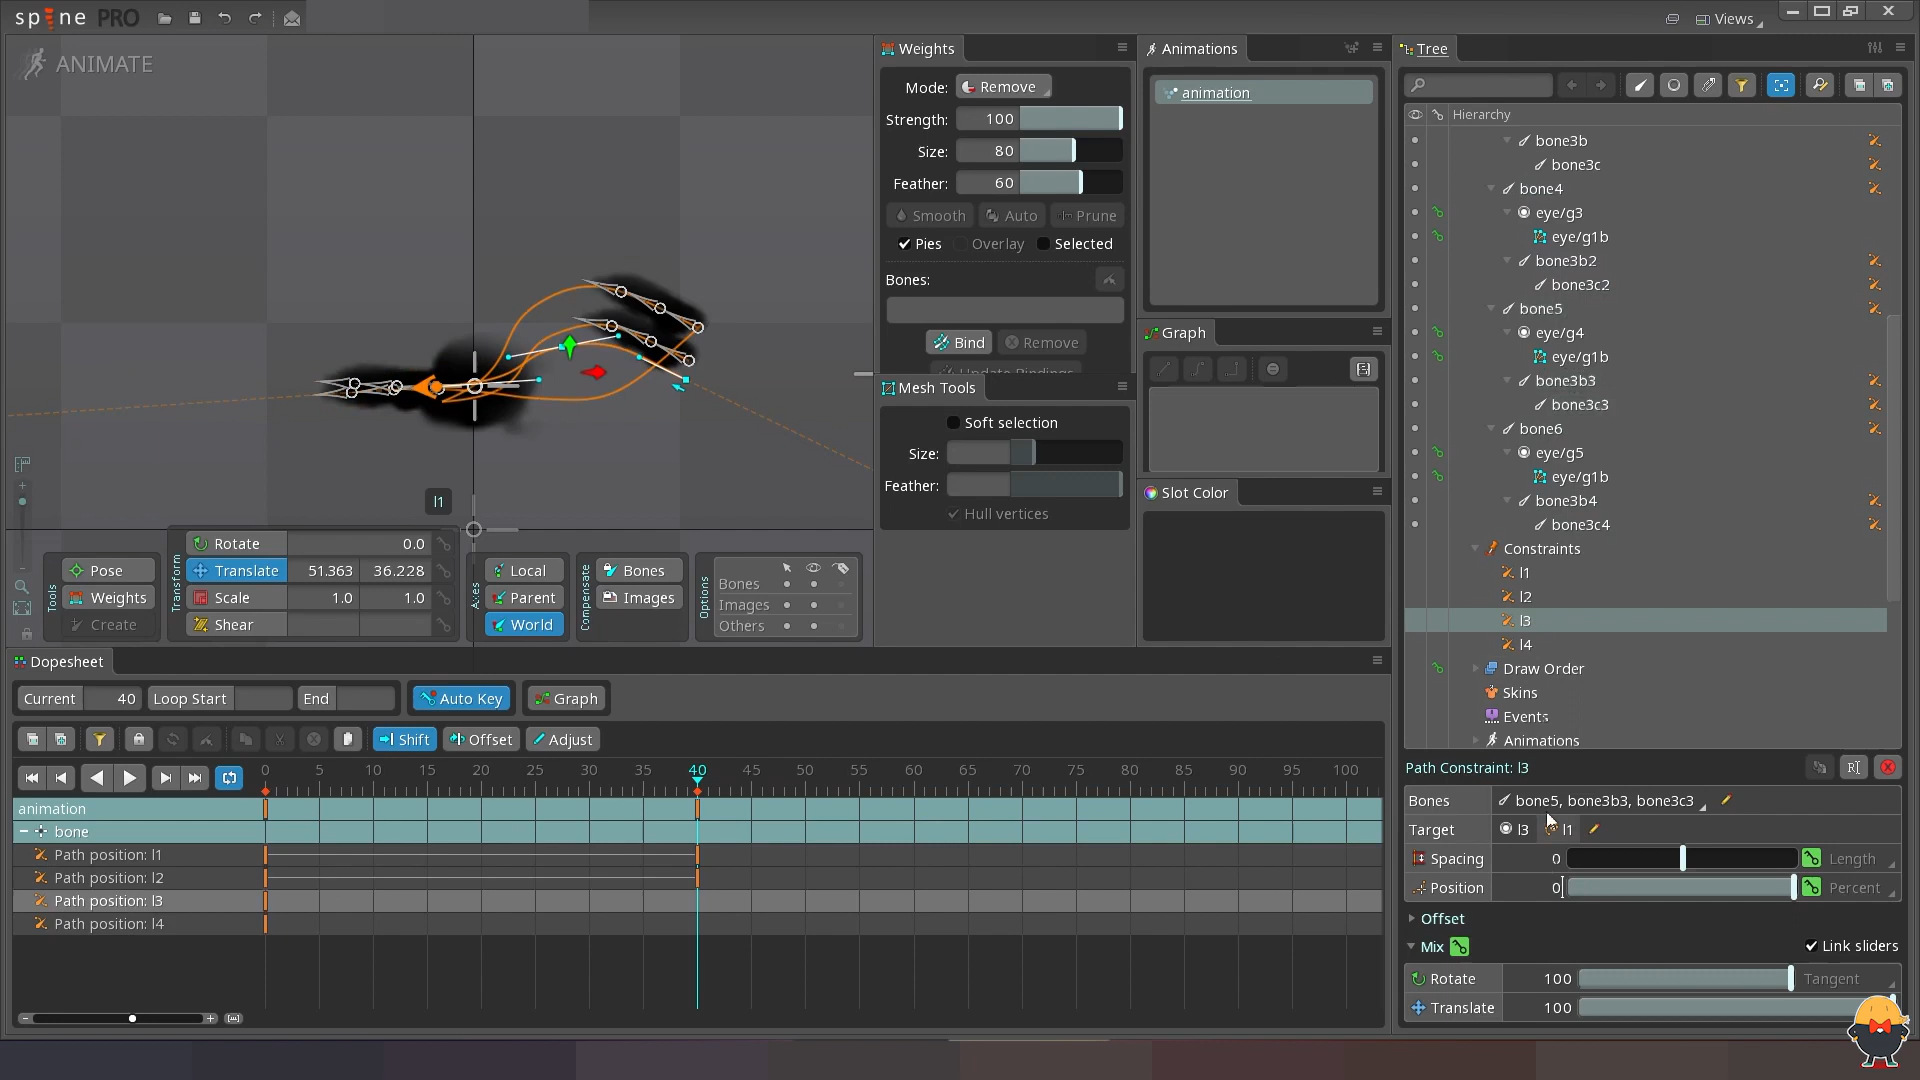 spine PRO
Views
ANIMATE
l1
Weights
Mode: Remove
Strength: 100
Size: 80
Feather: 60
Smooth Auto Prune
Pies Overlay Selected
Bones:
Bind Remove
Update Bindings
Mesh Tools
Soft selection
Size:
Feather:
Hull vertices
Animations
animation
Graph
Slot Color
Tree
Hierarchy
bone3b
bone3c
bone4
eye/g3
eye/g1b
bone3b2
bone3c2
bone5
eye/g4
eye/g1b
bone3b3
bone3c3
bone6
eye/g5
eye/g1b
bone3b4
bone3c4
Constraints
l1
l2
l3
l4
Draw Order
Skins
Events
Animations
Path Constraint: l3
Bones bone5, bone3b3, bone3c3
Target l3 l1
Spacing 0 Length
Position 0 Percent
Offset
Mix Link sliders
Rotate 100 Tangent
Translate 100
Tools
Pose
Weights
Create
Transform
Rotate 0.0
Translate 51.363 36.228
Scale 1.0 1.0
Shear
Axes
Local
Parent
World
Compensate
Bones
Images
Options
Bones
Images
Others
Dopesheet
Current 40 Loop Start End Auto Key Graph
Shift Offset Adjust
0 5 10 15 20 25 30 35 40 45 50 55 60 65 70 75 80 85 90 95 100
animation
bone
Path position: l1
Path position: l2
Path position: l3
Path position: l4